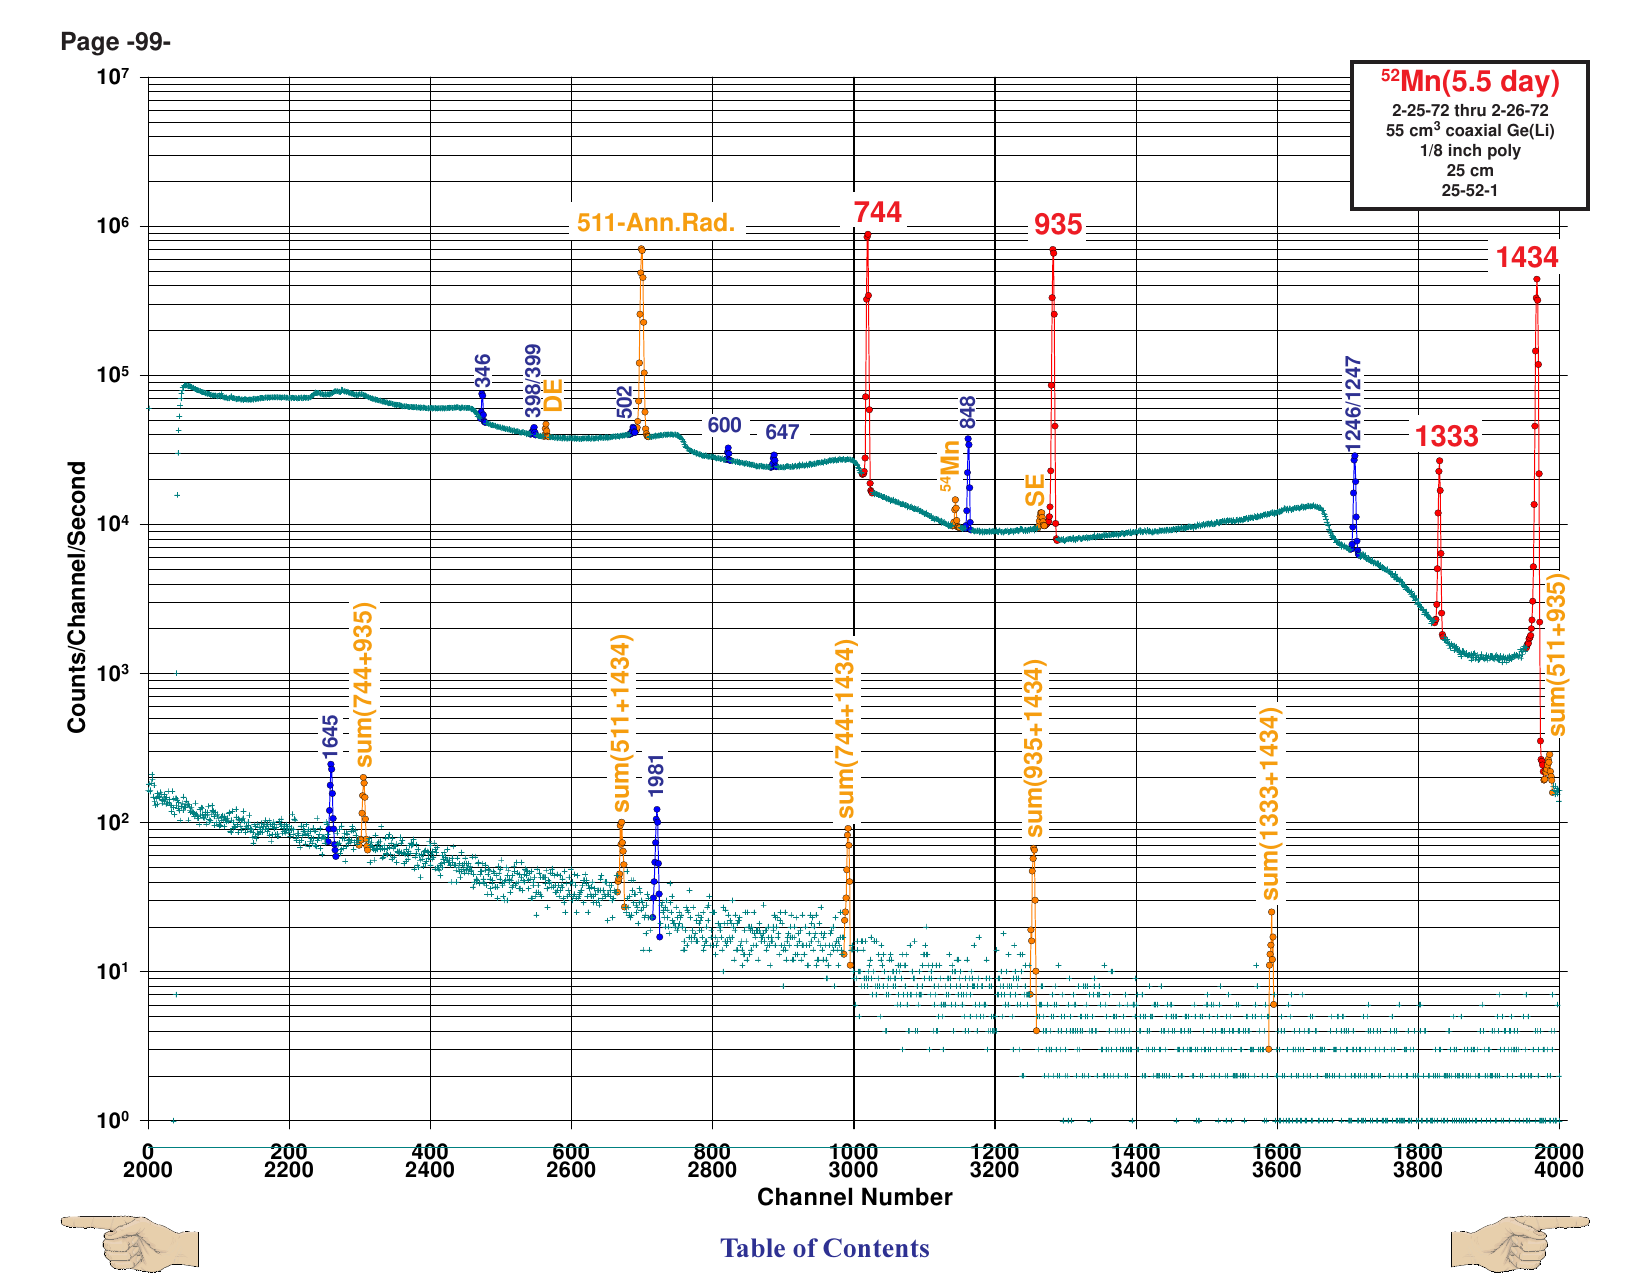 Page -99-
⁵²Mn(5.5 day)
2-25-72 thru 2-26-72
55 cm³ coaxial Ge(Li)
1/8 inch poly
25 cm
25-52-1
10⁷
10⁶
10⁵
10⁴
10³
10²
10¹
10⁰
Counts/Channel/Second
346
398/399
DE
502
511-Ann.Rad.
600
647
744
⁵⁴Mn
848
SE
935
1246/1247
1333
1434
sum(511+935)
1645
sum(744+935)
sum(511+1434)
1981
sum(744+1434)
sum(935+1434)
sum(1333+1434)
0 200 400 600 800 1000 1200 1400 1600 1800 2000
2000 2200 2400 2600 2800 3000 3200 3400 3600 3800 4000
Channel Number
Table of Contents